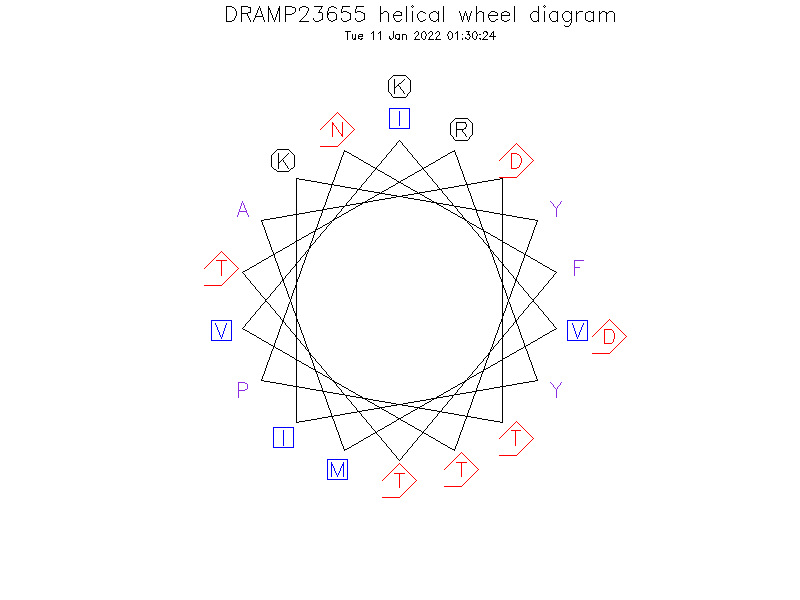 DRAMP23655 helical wheel diagram
Tue 11 Jan 2022 01:30:24
K
I
N R
K D
A Y
T F
V V D
P Y
I T
M T
T